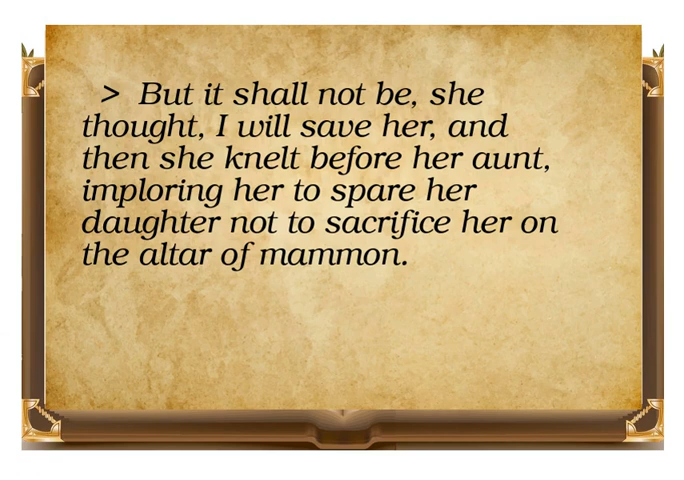 > But it shall not be, she
thought, I will save her, and
then she knelt before her aunt,
imploring her to spare her
daughter not to sacrifice her on
the altar of mammon.